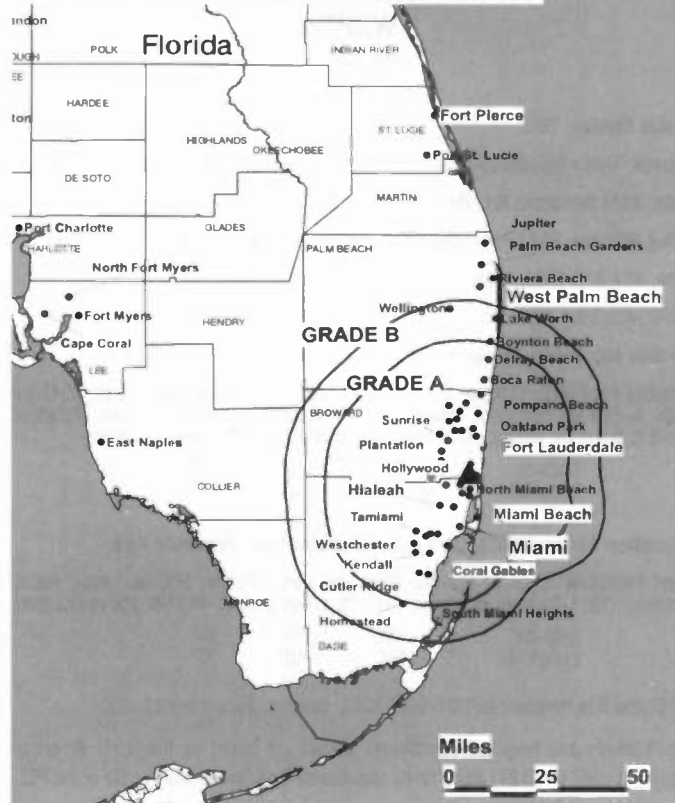 Florida
POLK
INDIAN RIVER
HARDEE
Fort Pierce
HIGHLANDS
ST. LUCIE
OKEECHOBEE
Port St. Lucie
DE SOTO
MARTIN
Port Charlotte
GLADES
Jupiter
CHARLOTTE
PALM BEACH
Palm Beach Gardens
North Fort Myers
Riviera Beach
West Palm Beach
Wellington
Fort Myers
HENDRY
Lake Worth
GRADE B
Cape Coral
Boynton Beach
Delray Beach
LEE
GRADE A
Boca Raton
BROWARD
Pompano Beach
Sunrise
Oakland Park
East Naples
Plantation
Fort Lauderdale
Hollywood
COLLIER
Hialeah
North Miami Beach
Tamiami
Miami Beach
Westchester
Miami
Kendall
Coral Gables
Cutler Ridge
MONROE
South Miami Heights
Homestead
DADE
Miles
0 25 50